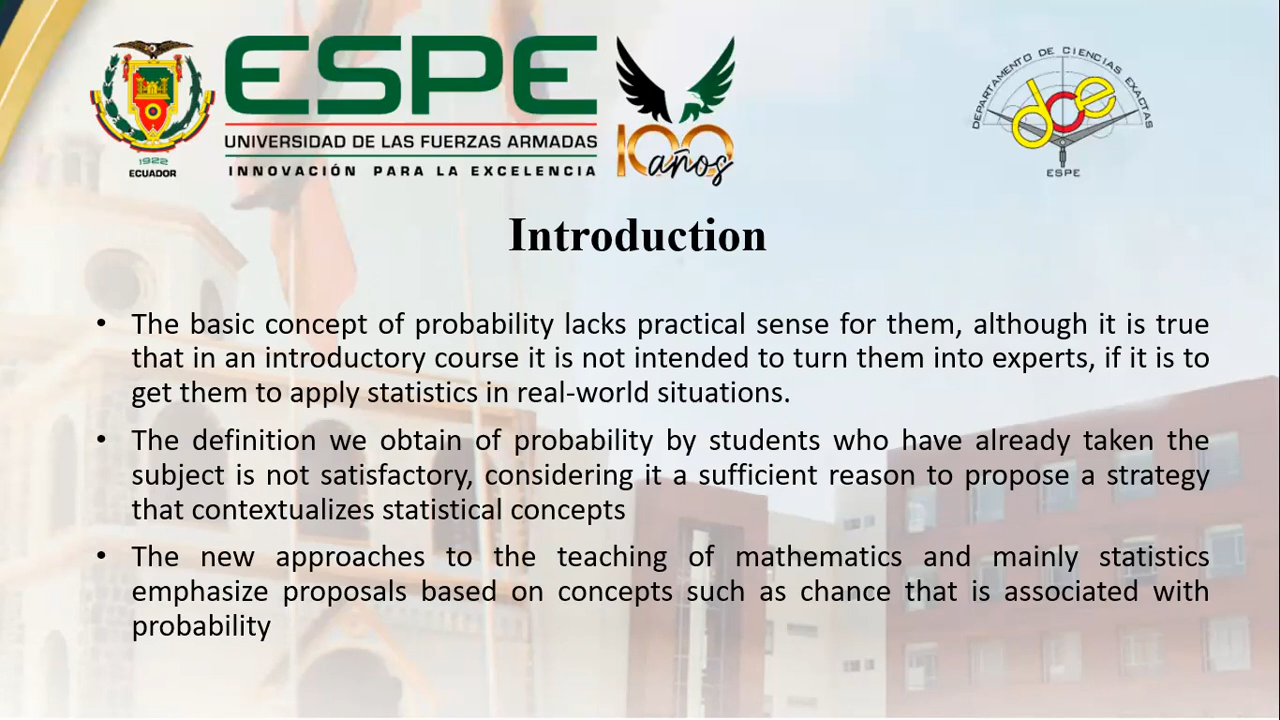 ESPE
UNIVERSIDAD DE LAS FUERZAS ARMADAS
INNOVACIÓN PARA LA EXCELENCIA
1922
ECUADOR
100
años
DEPARTAMENTO DE CIENCIAS EXACTAS
dce
ESPE
Introduction
• The basic concept of probability lacks practical sense for them, although it is true
that in an introductory course it is not intended to turn them into experts, if it is to
get them to apply statistics in real-world situations.
• The definition we obtain of probability by students who have already taken the
subject is not satisfactory, considering it a sufficient reason to propose a strategy
that contextualizes statistical concepts
• The new approaches to the teaching of mathematics and mainly statistics
emphasize proposals based on concepts such as chance that is associated with
probability